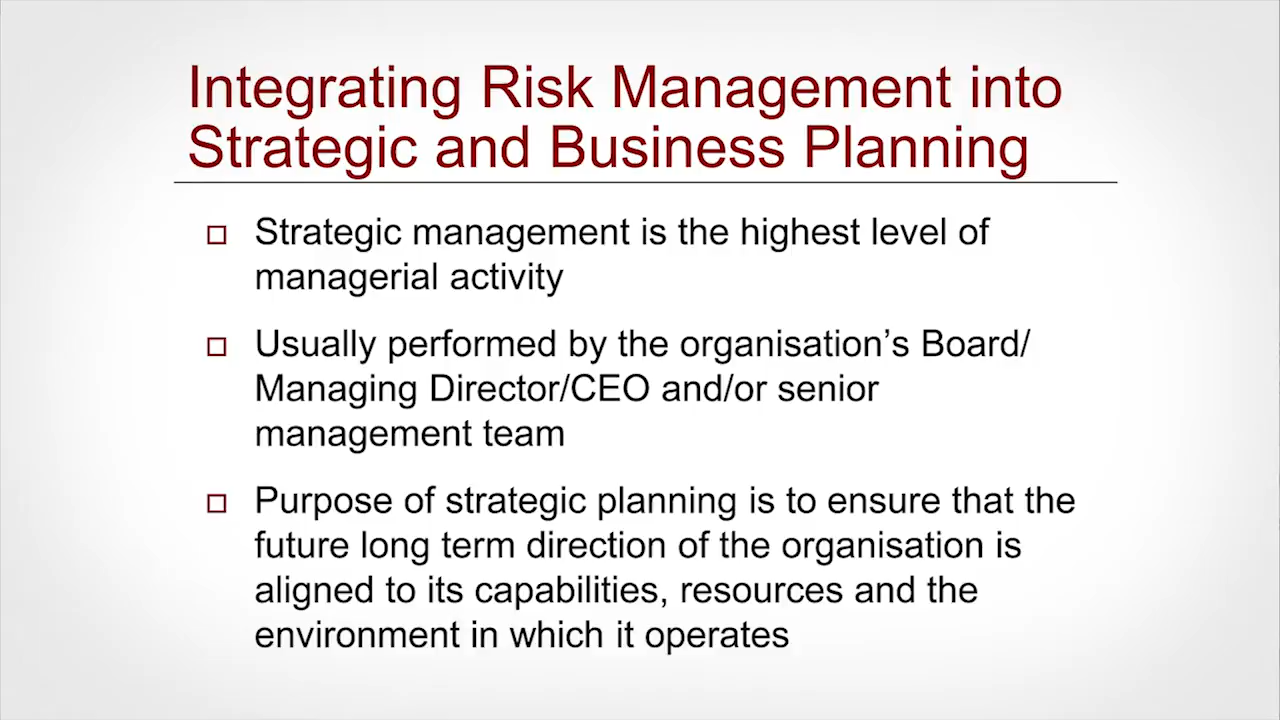 Integrating Risk Management into
Strategic and Business Planning
Strategic management is the highest level of
managerial activity
Usually performed by the organisation’s Board/
Managing Director/CEO and/or senior
management team
Purpose of strategic planning is to ensure that the
future long term direction of the organisation is
aligned to its capabilities, resources and the
environment in which it operates